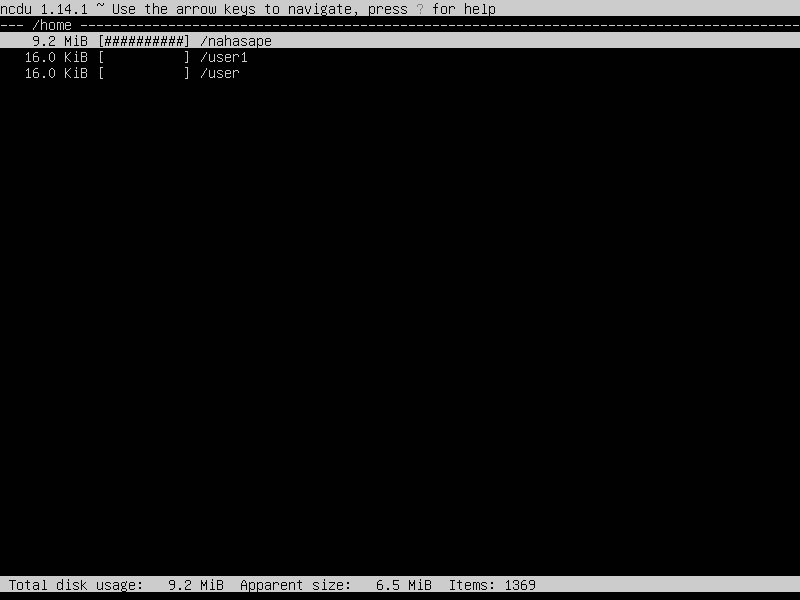 ncdu 1.14.1 ~ Use the arrow keys to navigate, press ? for help
--- /home ---------------------------------------------------------------------------------------
    9.2 MiB [##########] /nahasape
   16.0 KiB [          ] /user1
   16.0 KiB [          ] /user
 Total disk usage:   9.2 MiB  Apparent size:   6.5 MiB  Items: 1369